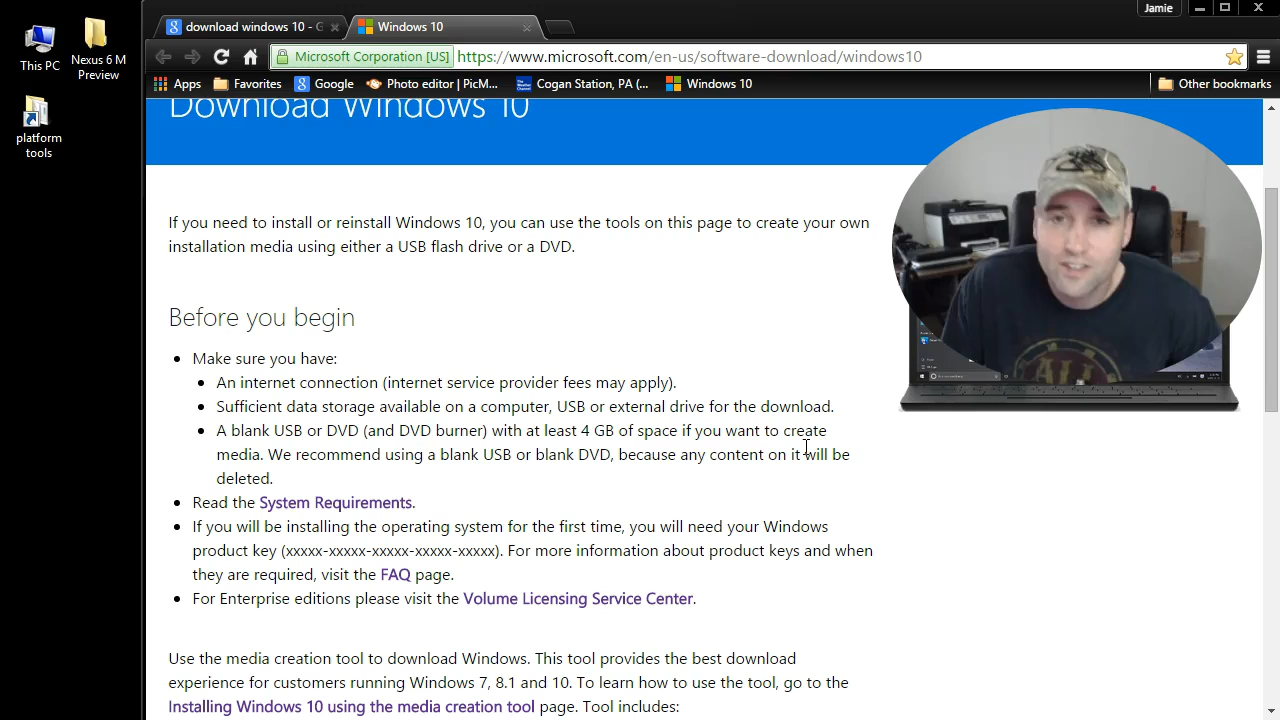 Jamie
This PC
Nexus 6 M
Preview
platform
tools
download windows 10 - G
Windows 10
Microsoft Corporation [US]
https://www.microsoft.com/en-us/software-download/windows10
Apps
Favorites
Google
Photo editor | PicM...
Cogan Station, PA (...
Windows 10
Other bookmarks
Download Windows 10
If you need to install or reinstall Windows 10, you can use the tools on this page to create your own
installation media using either a USB flash drive or a DVD.
Before you begin
Make sure you have:
An internet connection (internet service provider fees may apply).
Sufficient data storage available on a computer, USB or external drive for the download.
A blank USB or DVD (and DVD burner) with at least 4 GB of space if you want to create
media. We recommend using a blank USB or blank DVD, because any content on it will be
deleted.
Read the System Requirements.
If you will be installing the operating system for the first time, you will need your Windows
product key (xxxxx-xxxxx-xxxxx-xxxxx-xxxxx). For more information about product keys and when
they are required, visit the FAQ page.
For Enterprise editions please visit the Volume Licensing Service Center.
Use the media creation tool to download Windows. This tool provides the best download
experience for customers running Windows 7, 8.1 and 10. To learn how to use the tool, go to the
Installing Windows 10 using the media creation tool page. Tool includes: